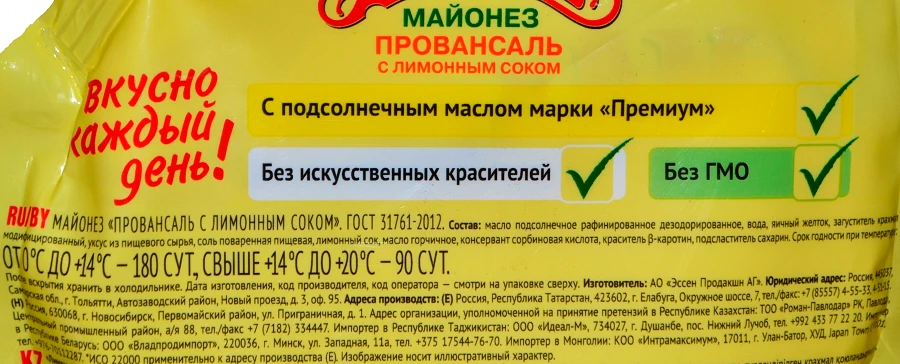 МАЙОНЕЗ
ПРОВАНСАЛЬ
С ЛИМОННЫМ СОКОМ
Вкусно
каждый
день!
С подсолнечным маслом марки «Премиум»
Без искусственных красителей
Без ГМО
RU/BY МАЙОНЕЗ «ПРОВАНСАЛЬ С ЛИМОННЫМ СОКОМ». ГОСТ 31761-2012. Состав: масло подсолнечное рафинированное дезодорированное, вода, яичный желток, загуститель крахмал
модифицированный, уксус из пищевого сырья, соль поваренная пищевая, лимонный сок, масло горчичное, консервант сорбиновая кислота, краситель β-каротин, подсластитель сахарин. Срок годности при температуре:
ОТ 0°С ДО +14°С – 180 СУТ, СВЫШЕ +14°С ДО +20°С – 90 СУТ.
После вскрытия хранить в холодильнике. Дата изготовления, код производителя, код оператора – смотри на упаковке сверху. Изготовитель: АО «Эссен Продакшн АГ». Юридический адрес: Россия, 445037,
Самарская обл., г. Тольятти, Автозаводский район, Новый проезд, д. 3, оф. 95. Адреса производств: (Е) Россия, Республика Татарстан, 423602, г. Елабуга, Окружное шоссе, 7, тел./факс: +7 (85557) 4-55-33,
(Н) Россия, 630068, г. Новосибирск, Первомайский район, ул. Приграничная, д. 1. Адрес организации, уполномоченной на принятие претензий в Республике Казахстан: ТОО «Роман-Павлодар» РК, Павлодар,
Центральный промышленный район, а/я 88, тел./факс +7 (7182) 334447. Импортер в Республике Таджикистан: ООО «Идеал-М», 734027, г. Душанбе, пос. Нижний Лучоб, тел. +992 433 77 22 20. Импортер
в Республике Беларусь: ООО «Владпродимпорт», 220036, г. Минск, ул. Западная, 11а, тел. +375 17544-76-70. Импортер в Монголии: КОО «Интрамаксимум», 17011, г. Улан-Батор, ХУД, Japan Town,
тел. *ИСО 22000 применительно к адресу производства (Е). Изображение носит иллюстративный характер.
KZ